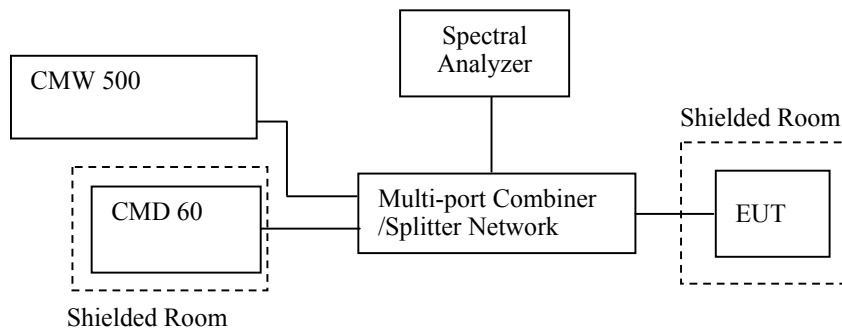 Spectral
Analyzer
CMW 500
Shielded Room
CMD 60
Multi-port Combiner
/Splitter Network
EUT
Shielded Room